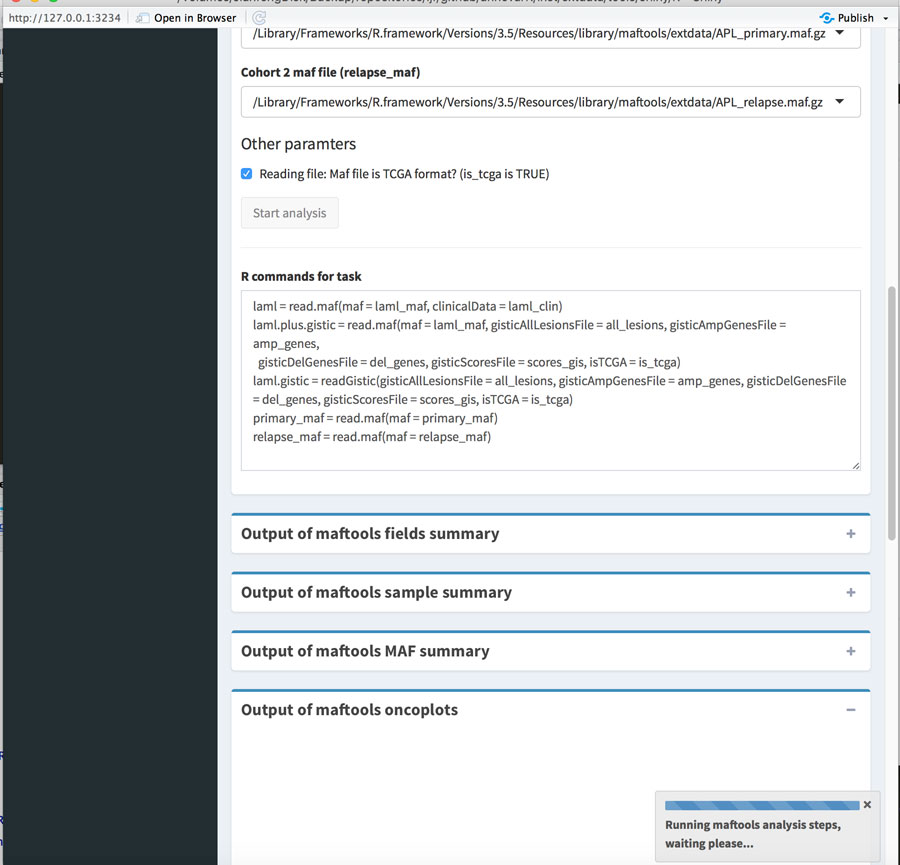 http://127.0.0.1:3234
Open in Browser
Publish
/Library/Frameworks/R.framework/Versions/3.5/Resources/library/maftools/extdata/APL_primary.maf.gz
Cohort 2 maf file (relapse_maf)
/Library/Frameworks/R.framework/Versions/3.5/Resources/library/maftools/extdata/APL_relapse.maf.gz
Other paramters
Reading file: Maf file is TCGA format? (is_tcga is TRUE)
Start analysis
R commands for task
laml = read.maf(maf = laml_maf, clinicalData = laml_clin)
laml.plus.gistic = read.maf(maf = laml_maf, gisticAllLesionsFile = all_lesions, gisticAmpGenesFile =
amp_genes,
gisticDelGenesFile = del_genes, gisticScoresFile = scores_gis, isTCGA = is_tcga)
laml.gistic = readGistic(gisticAllLesionsFile = all_lesions, gisticAmpGenesFile = amp_genes, gisticDelGenesFile
= del_genes, gisticScoresFile = scores_gis, isTCGA = is_tcga)
primary_maf = read.maf(maf = primary_maf)
relapse_maf = read.maf(maf = relapse_maf)
Output of maftools fields summary
Output of maftools sample summary
Output of maftools MAF summary
Output of maftools oncoplots
Running maftools analysis steps,
waiting please...